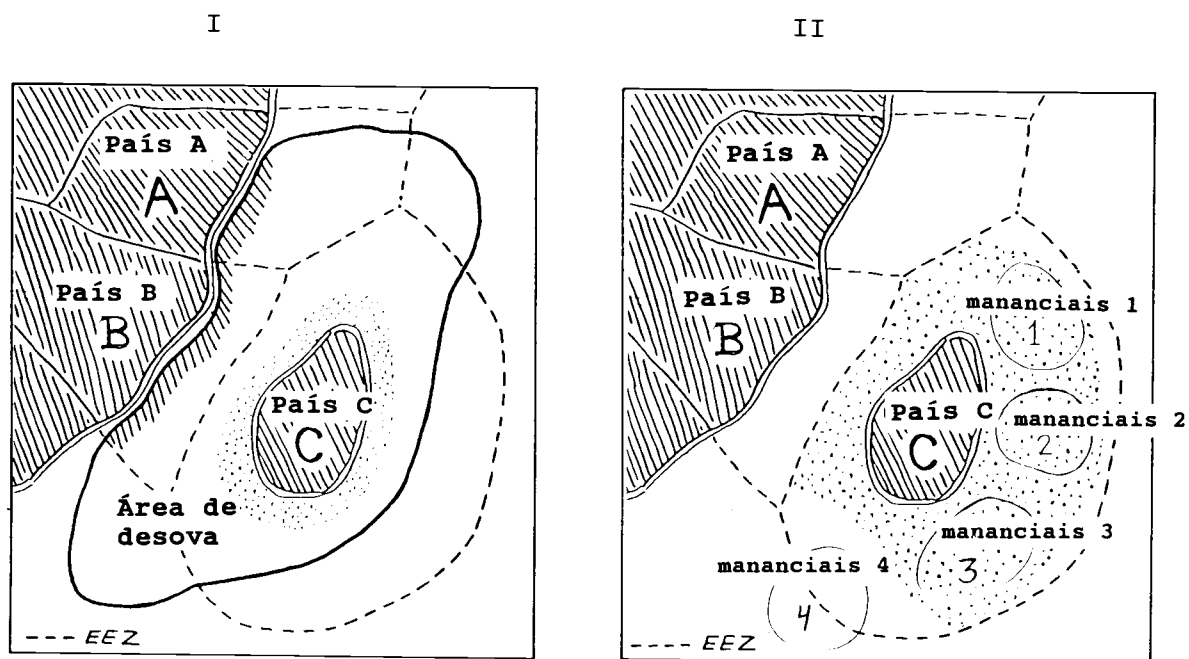 I
II
País A
A
País B
B
País C
C
Área de
desova
--- EEZ
País A
A
País B
B
mananciais 1
1
País C
C
mananciais 2
2
mananciais 3
3
mananciais 4
4
---- EEZ